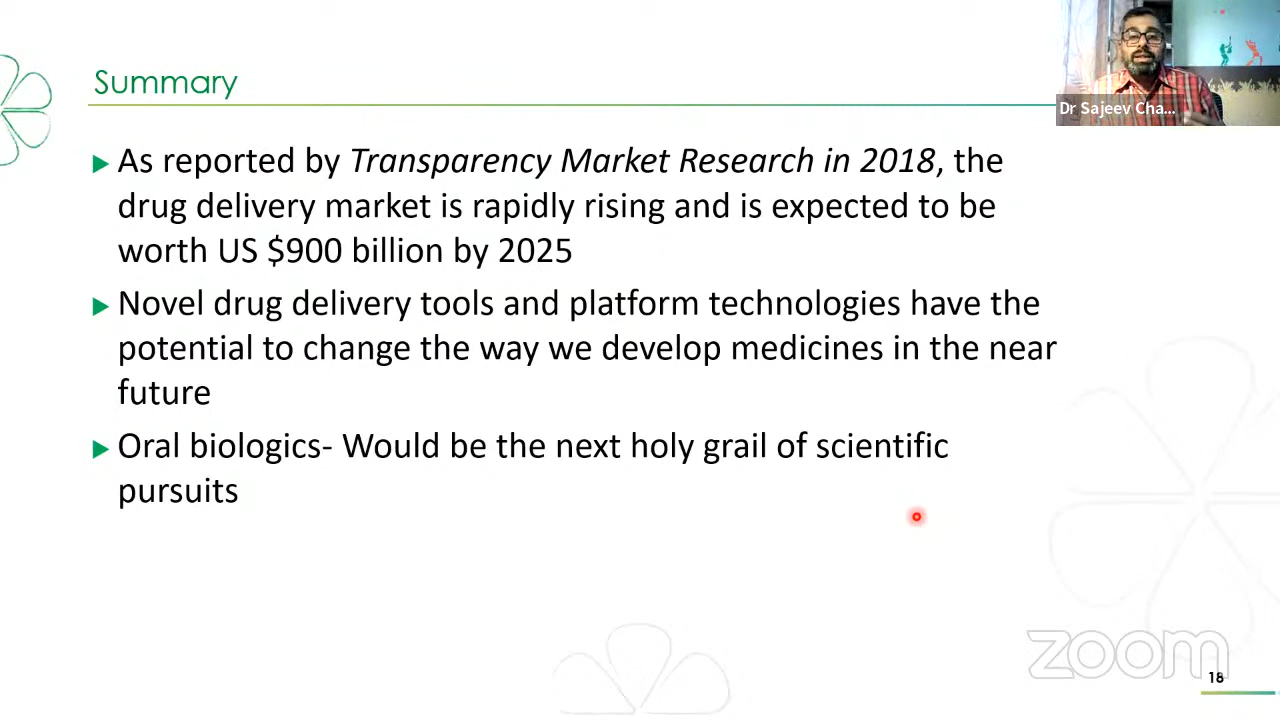 Summary
Dr Sajeev Cha...
As reported by Transparency Market Research in 2018, the
drug delivery market is rapidly rising and is expected to be
worth US $900 billion by 2025
Novel drug delivery tools and platform technologies have the
potential to change the way we develop medicines in the near
future
Oral biologics- Would be the next holy grail of scientific
pursuits
zoom
18